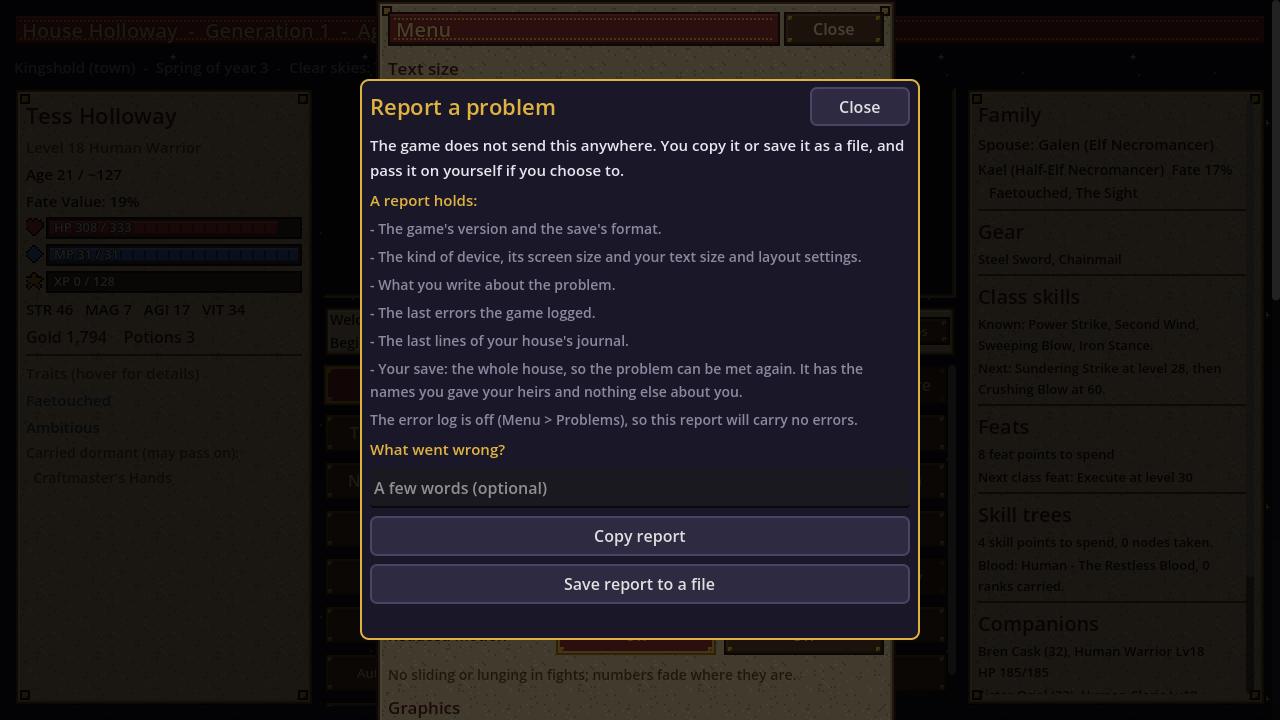 House Holloway - Generation 1 - Ag
Menu
Close
Kingshold (town) - Spring of year 3 - Clear skies:
Text size
Report a problem
Close
The game does not send this anywhere. You copy it or save it as a file, and
pass it on yourself if you choose to.
A report holds:
- The game's version and the save's format.
- The kind of device, its screen size and your text size and layout settings.
- What you write about the problem.
- The last errors the game logged.
- The last lines of your house's journal.
- Your save: the whole house, so the problem can be met again. It has the
names you gave your heirs and nothing else about you.
The error log is off (Menu > Problems), so this report will carry no errors.
What went wrong?
A few words (optional)
Copy report
Save report to a file
No sliding or lunging in fights; numbers fade where they are.
Graphics
Tess Holloway
Level 18 Human Warrior
Age 21 / ~127
Fate Value: 19%
HP 308 / 333
MP 31 / 31
XP 0 / 128
STR 46 MAG 7 AGI 17 VIT 34
Gold 1,794 Potions 3
Traits (hover for details)
Faetouched
Ambitious
Carried dormant (may pass on):
Craftmaster's Hands
Family
Spouse: Galen (Elf Necromancer)
Kael (Half-Elf Necromancer) Fate 17%
Faetouched, The Sight
Gear
Steel Sword, Chainmail
Class skills
Known: Power Strike, Second Wind,
Sweeping Blow, Iron Stance.
Next: Sundering Strike at level 28, then
Crushing Blow at 60.
Feats
8 feat points to spend
Next class feat: Execute at level 30
Skill trees
4 skill points to spend, 0 nodes taken.
Blood: Human - The Restless Blood, 0
ranks carried.
Companions
Bren Cask (32), Human Warrior Lv18
HP 185/185